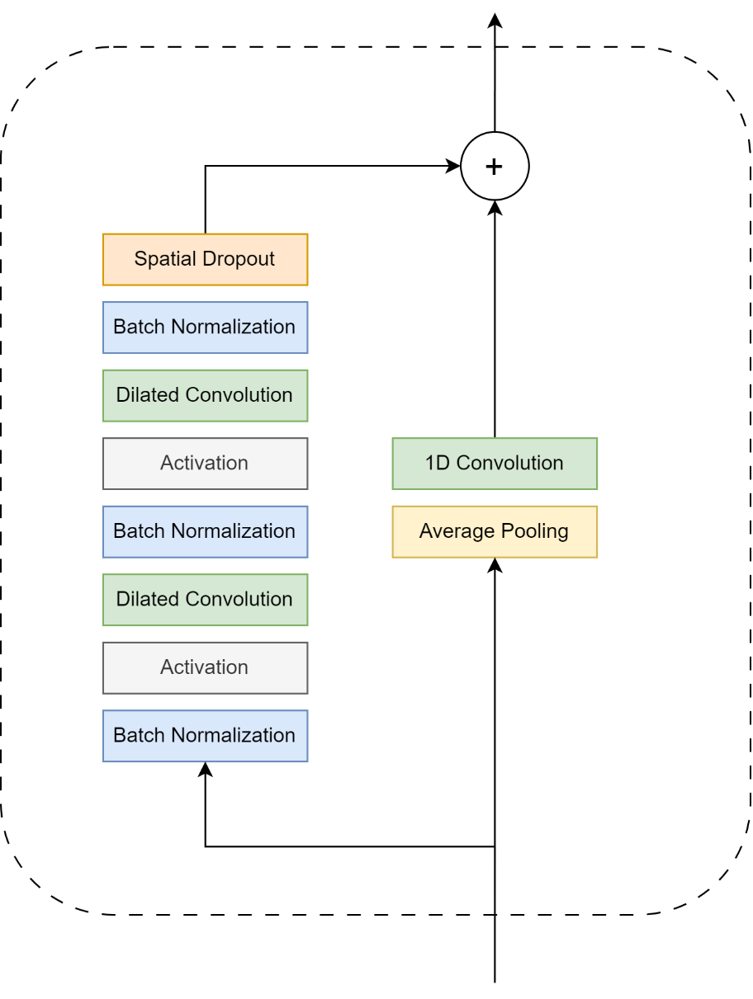 +
Spatial Dropout
Batch Normalization
Dilated Convolution
Activation
1D Convolution
Batch Normalization
Average Pooling
Dilated Convolution
Activation
Batch Normalization